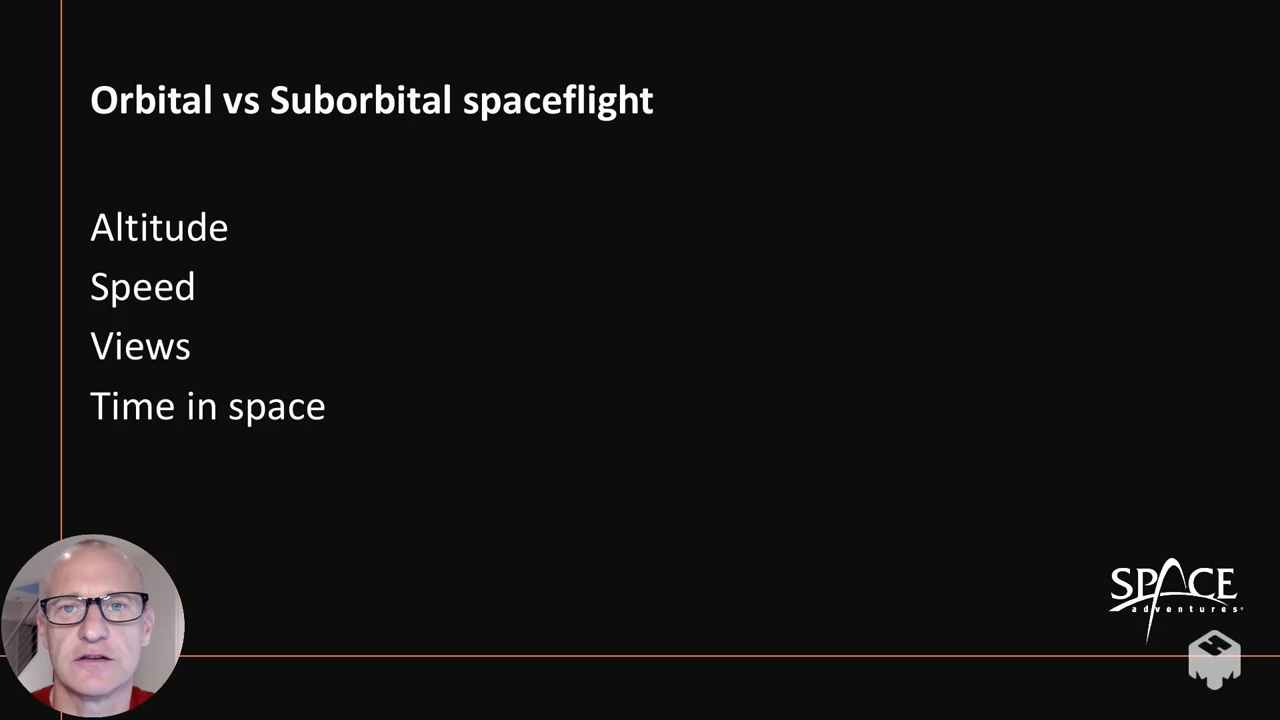 Orbital vs Suborbital spaceflight
Altitude
Speed
Views
Time in space
SPACE
adventures